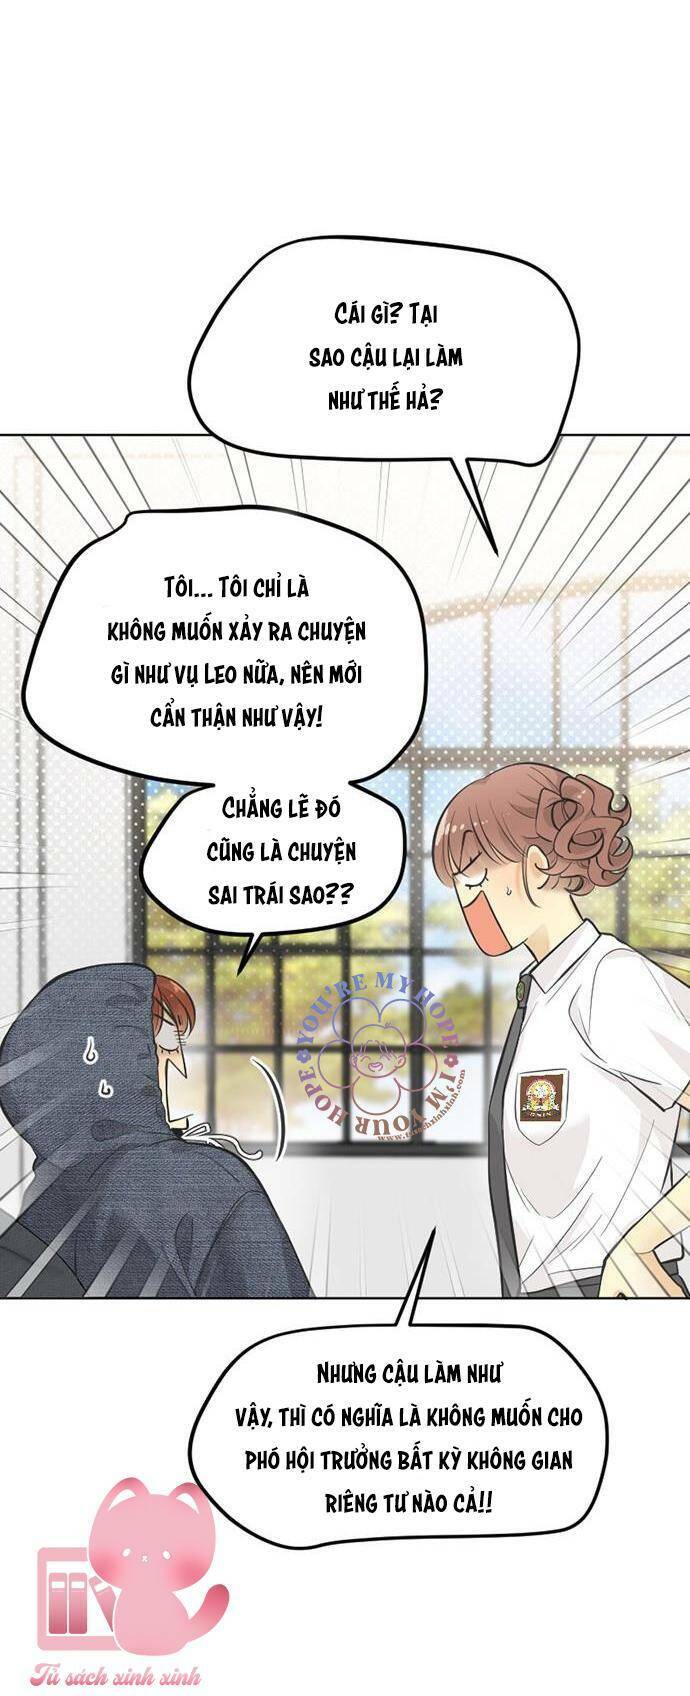 CÁI GÌ? TẠI
SAO CẬU LẠI LÀM
NHƯ THẾ HẢ?
TÔI... TÔI CHỈ LÀ
KHÔNG MUỐN XẢY RA CHUYỆN
GÌ NHƯ VỤ LEO NỮA, NÊN MỚI
CẨN THẬN NHƯ VẬY!
CHẲNG LẼ ĐÓ
CŨNG LÀ CHUYỆN
SAI TRÁI SAO??
YOU'RE MY HOPE
I'M YOUR HOPE
NHƯNG CẬU LÀM NHƯ
VẬY, THÌ CÓ NGHĨA LÀ KHÔNG MUỐN CHO
PHÓ HỘI TRƯỞNG BẤT KỲ KHÔNG GIAN
RIÊNG TƯ NÀO CẢ!!
Tủ sách xinh xinh